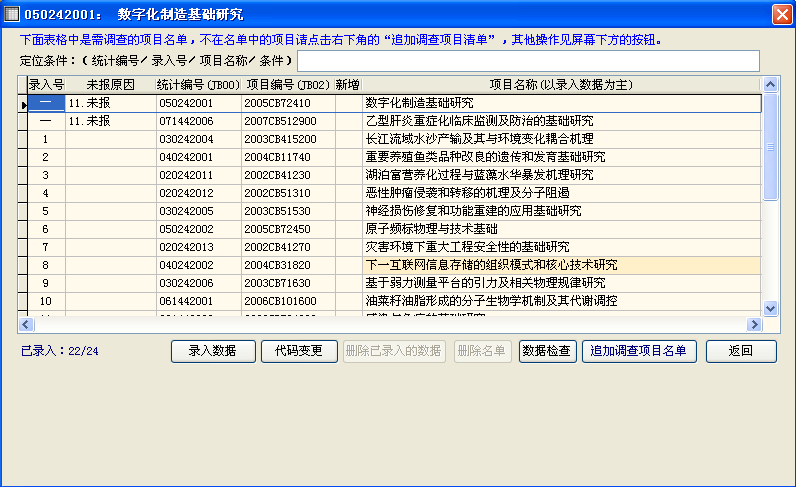 050242001： 数字化制造基础研究
下面表格中是需调查的项目名单，不在名单中的项目请点击右下角的“追加调查项目清单”，其他操作见屏幕下方的按钮。
定位条件：（统计编号/录入号/项目名称/条件）
录入号 未报原因 统计编号(JB00) 项目编号(JB02) 新增 项目名称(以录入数据为主)
一 11.未报 050242001 2005CB72410 数字化制造基础研究
一 11.未报 071442006 2007CB512900 乙型肝炎重症化临床监测及防治的基础研究
1 030242004 2003CB415200 长江流域水沙产输及其与环境变化耦合机理
2 040242001 2004CB11740 重要养殖鱼类品种改良的遗传和发育基础研究
3 020242011 2002CB41230 湖泊富营养化过程与蓝藻水华暴发机理研究
4 020242012 2002CB51310 恶性肿瘤侵袭和转移的机理及分子阻遏
5 030242005 2003CB51530 神经损伤修复和功能重建的应用基础研究
6 050242002 2005CB72450 原子频标物理与技术基础
7 020242013 2002CB41270 灾害环境下重大工程安全性的基础研究
8 040242002 2004CB31820 下一互联网信息存储的组织模式和核心技术研究
9 030242006 2003CB71630 基于弱力测量平台的引力及相关物理规律研究
10 061442001 2006CB101600 油菜籽油脂形成的分子生物学机制及其代谢调控
已录入：22/24 录入数据 代码变更 删除已录入的数据 删除名单 数据检查 追加调查项目名单 返回